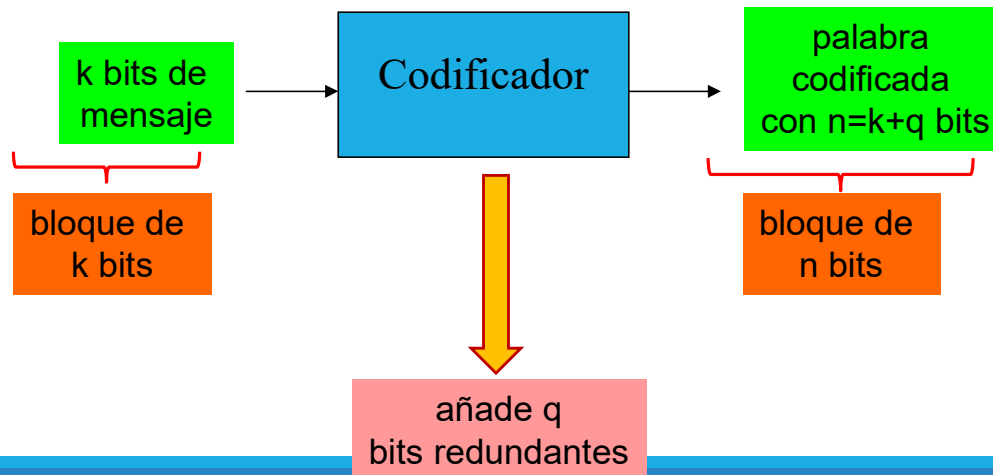 k bits de
mensaje
Codificador
palabra
codificada
con n=k+q bits
bloque de
k bits
bloque de
n bits
añade q
bits redundantes